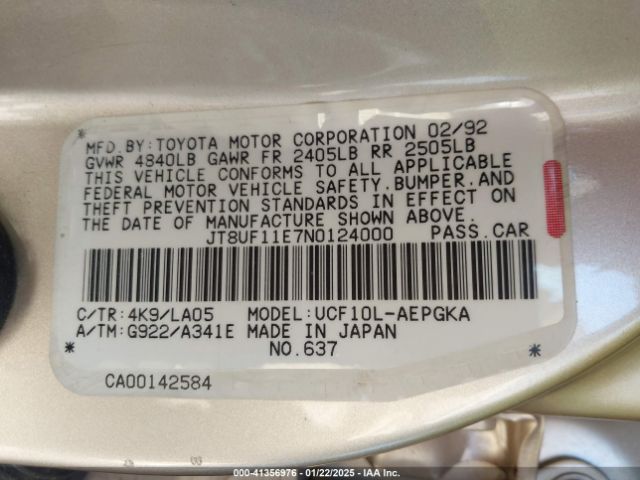 MFD.BY:TOYOTA MOTOR CORPORATION 02/92
GVWR 4840LB GAWR FR 2405LB RR 2505LB
THIS VEHICLE CONFORMS TO ALL APPLICABLE
FEDERAL MOTOR VEHICLE SAFETY,BUMPER,AND
THEFT PREVENTION STANDARDS IN EFFECT ON
THE DATE OF MANUFACTURE SHOWN ABOVE.
JT8UF11E7N0124000 PASS.CAR
C/TR:4K9/LA05 MODEL:UCF10L-AEPGKA
A/TM:G922/A341E MADE IN JAPAN
* NO.637 *
CA00142584
000-41356976 - 01/22/2025 - IAA Inc.